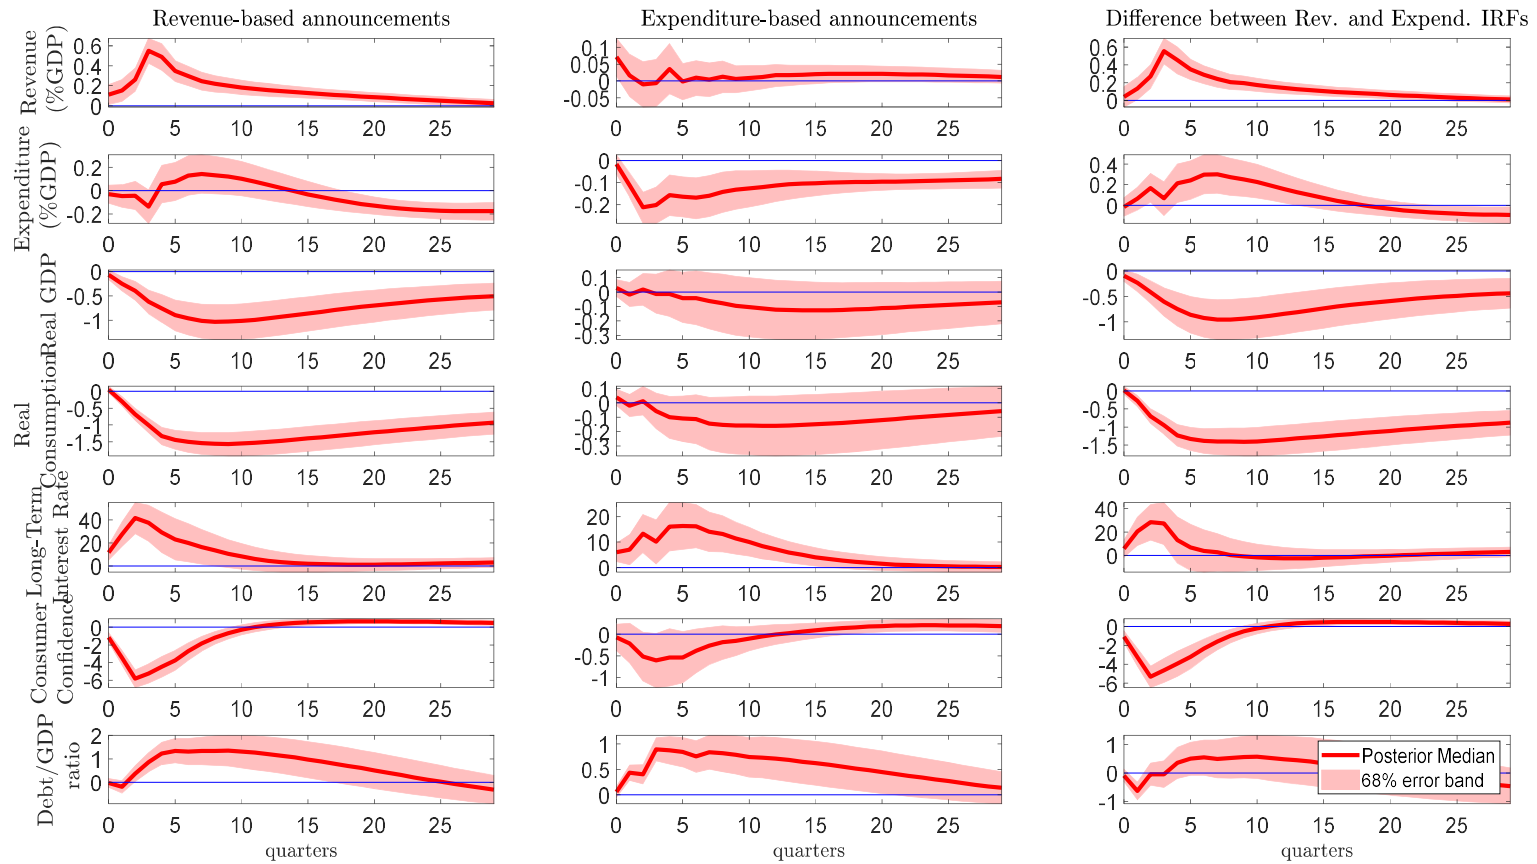 Revenue-based announcements
Expenditure-based announcements
Difference between Rev. and Expend. IRFs
Revenue
(%GDP)
0.6
0.4
0.2
0
0 5 10 15 20 25
0.1
0.05
0
-0.05
0 5 10 15 20 25
0.6
0.4
0.2
0
0 5 10 15 20 25
Expenditure
(%GDP)
0.2
0
-0.2
0 5 10 15 20 25
0
-0.1
-0.2
0 5 10 15 20 25
0.4
0.2
0
0 5 10 15 20 25
Real GDP
0
-0.5
-1
0 5 10 15 20 25
0.1
0
-0.1
-0.2
-0.3
0 5 10 15 20 25
0
-0.5
-1
0 5 10 15 20 25
Real
Consumption
0
-0.5
-1
-1.5
0 5 10 15 20 25
0.1
0
-0.1
-0.2
-0.3
0 5 10 15 20 25
0
-0.5
-1
-1.5
0 5 10 15 20 25
Long-Term
Interest Rate
40
20
0
0 5 10 15 20 25
20
10
0
0 5 10 15 20 25
40
20
0
0 5 10 15 20 25
Consumer
Confidence
0
-2
-4
-6
0 5 10 15 20 25
0
-0.5
-1
0 5 10 15 20 25
0
-2
-4
-6
0 5 10 15 20 25
Debt/GDP
ratio
2
1
0
0 5 10 15 20 25
quarters
1
0.5
0
0 5 10 15 20 25
quarters
1
0
-1
0 5 10 15 20 25
quarters
Posterior Median
68% error band